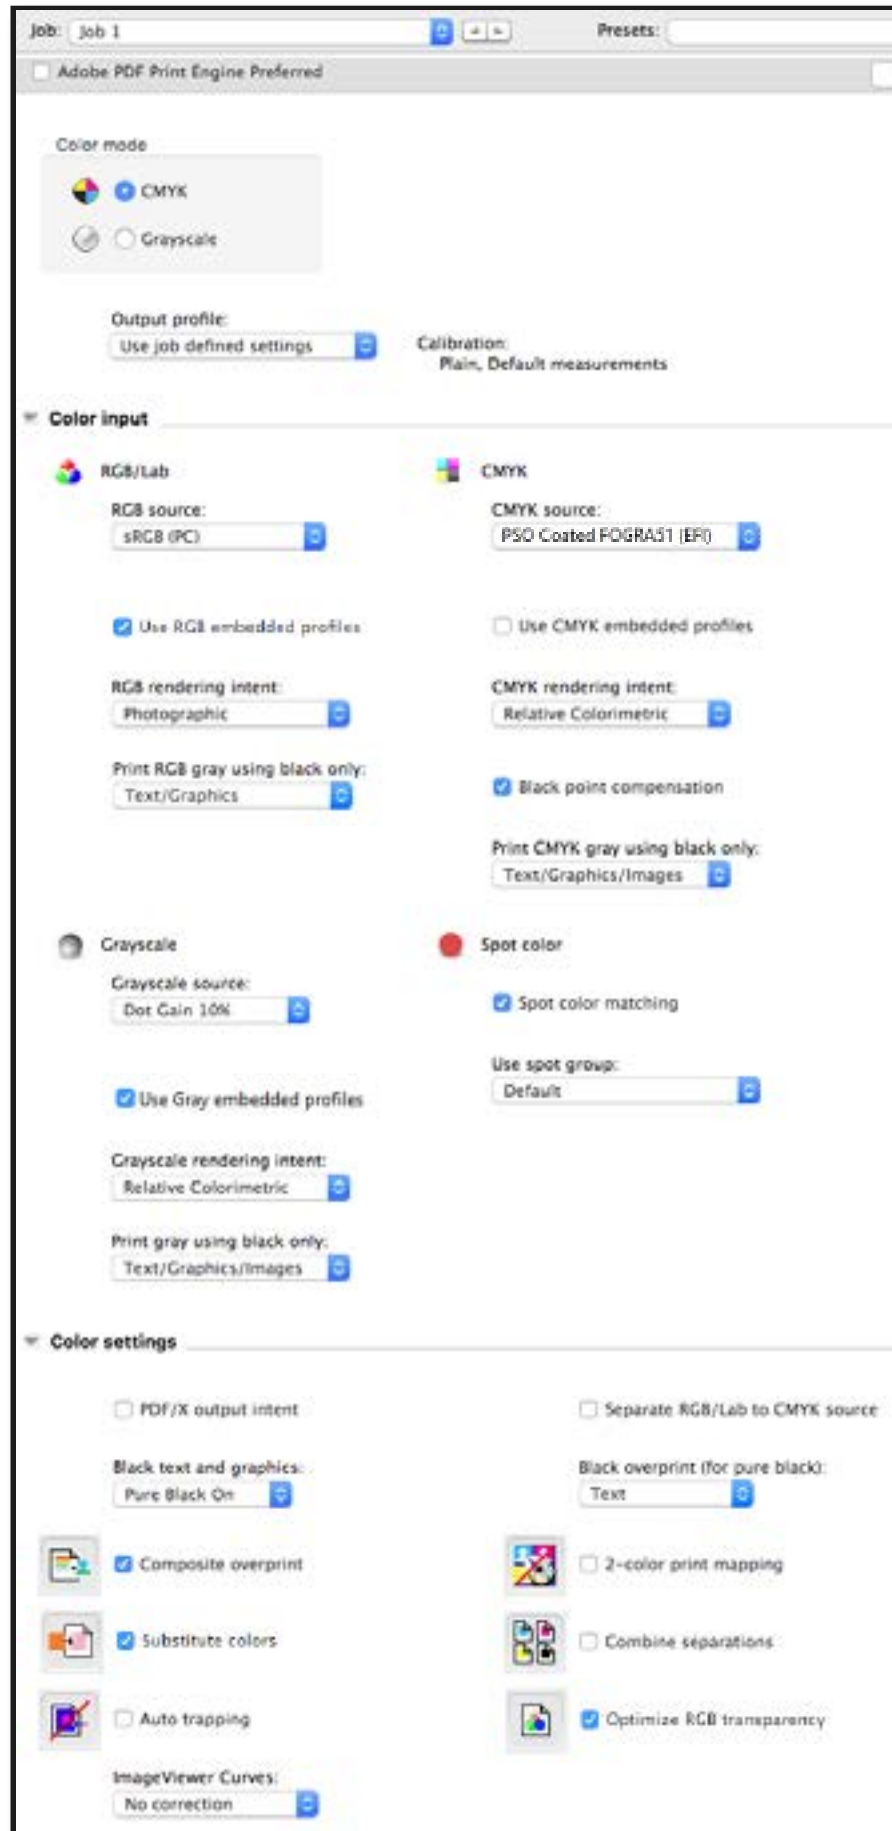 Job: Job 1 Presets:
Adobe PDF Print Engine Preferred
Color mode
CMYK
Grayscale
Output profile:
Use job defined settings
Calibration:
Plain, Default measurements
Color input
RGB/Lab
RGB source:
sRGB (PC)
Use RGB embedded profiles
RGB rendering intent:
Photographic
Print RGB gray using black only:
Text/Graphics
CMYK
CMYK source:
PSO Coated FOGRA51 (EFI)
Use CMYK embedded profiles
CMYK rendering intent:
Relative Colorimetric
Black point compensation
Print CMYK gray using black only:
Text/Graphics/Images
Grayscale
Grayscale source:
Dot Gain 10%
Use Gray embedded profiles
Grayscale rendering intent:
Relative Colorimetric
Print gray using black only:
Text/Graphics/Images
Spot color
Spot color matching
Use spot group:
Default
Color settings
PDF/X output intent
Separate RGB/Lab to CMYK source
Black text and graphics:
Pure Black On
Black overprint (for pure black):
Text
Composite overprint
2-color print mapping
Substitute colors
Combine separations
Auto trapping
Optimize RGB transparency
ImageViewer Curves:
No correction